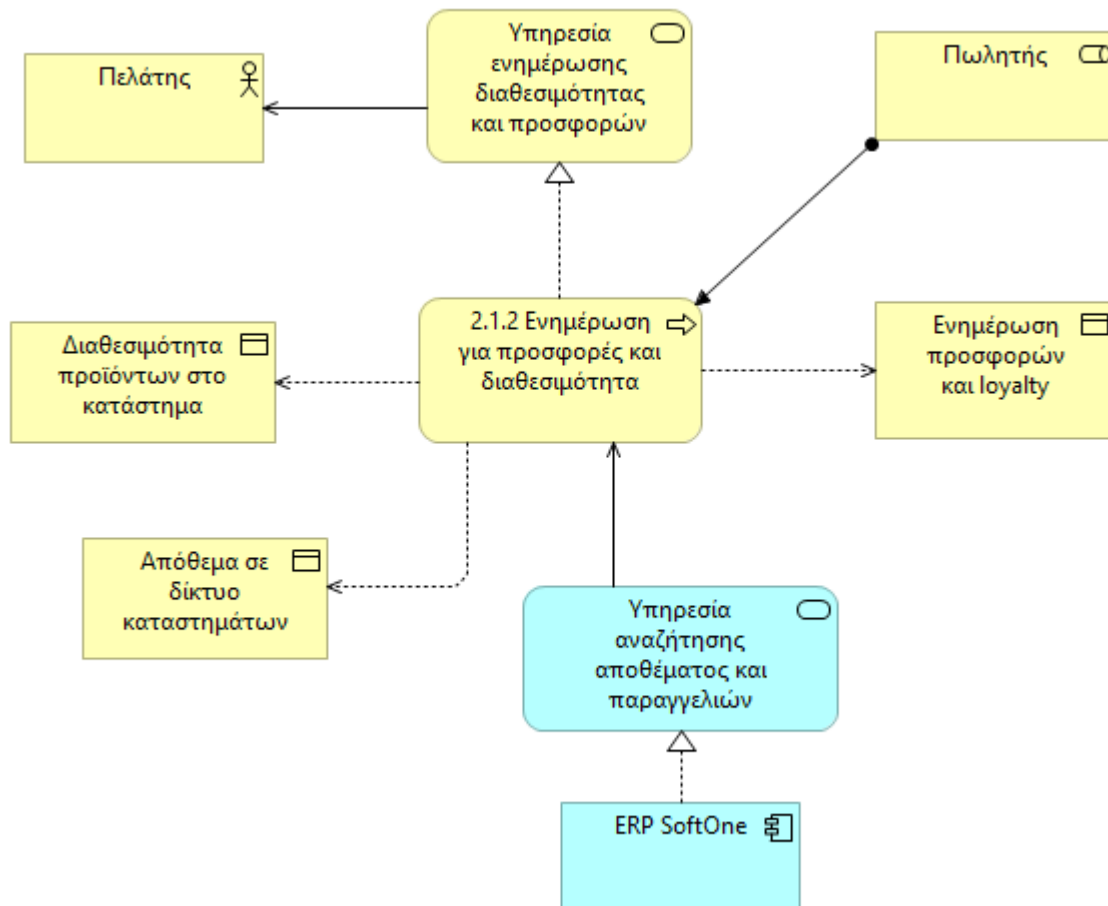 Πελάτης
Υπηρεσία
ενημέρωσης
διαθεσιμότητας
και προσφορών
Πωλητής
Διαθεσιμότητα
προϊόντων στο
κατάστημα
2.1.2 Ενημέρωση
για προσφορές και
διαθεσιμότητα
Ενημέρωση
προσφορών
και loyalty
Απόθεμα σε
δίκτυο
καταστημάτων
Υπηρεσία
αναζήτησης
αποθέματος και
παραγγελιών
ERP SoftOne